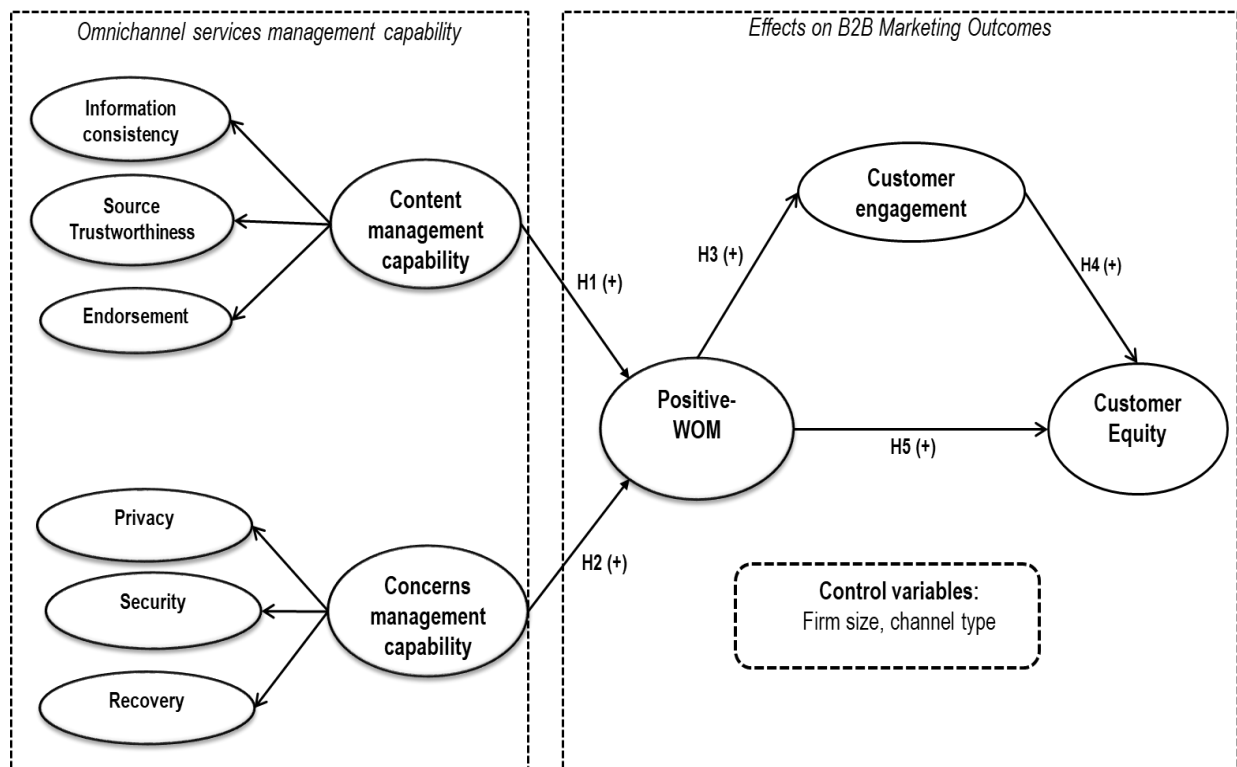 Omnichannel services management capability
Information
consistency
Source
Trustworthiness
Endorsement
Content
management
capability
Privacy
Security
Recovery
Concerns
management
capability
H1 (+)
H2 (+)
Effects on B2B Marketing Outcomes
Customer
engagement
H3 (+)
H4 (+)
Positive-
WOM
H5 (+)
Customer
Equity
Control variables:
Firm size, channel type